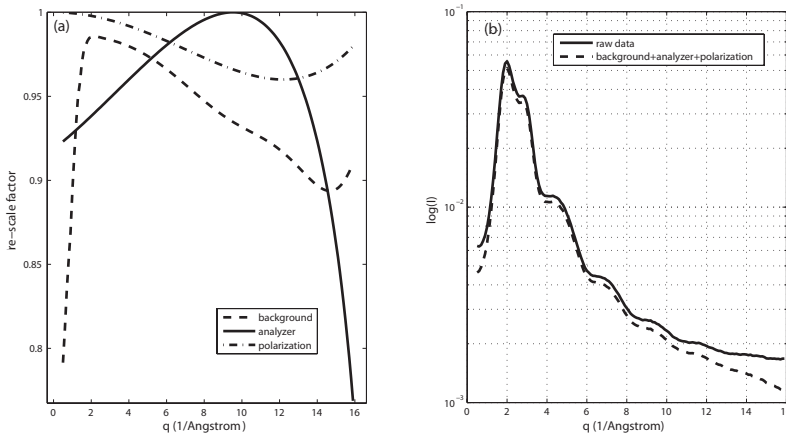 (a)
1
0.95
0.9
0.85
0.8
re-scale factor
background
analyzer
polarization
0 2 4 6 8 10 12 14 16
q (1/Angstrom)
(b)
10⁻¹
10⁻²
10⁻³
log(I)
raw data
background+analyzer+polarization
0 2 4 6 8 10 12 14 16
q (1/Angstrom)